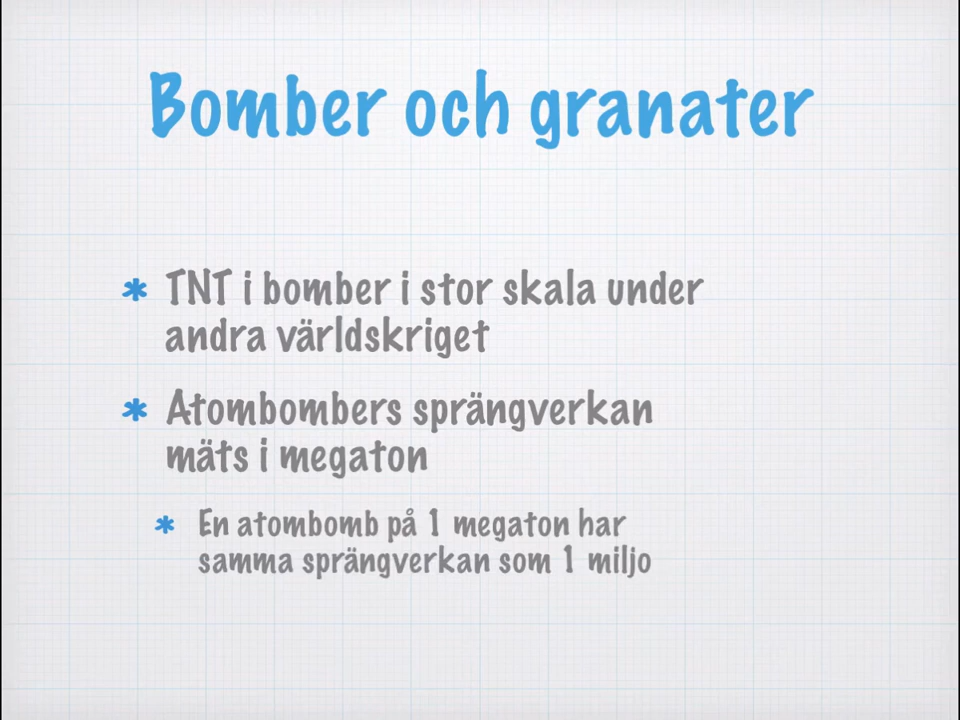 Bomber och granater
TNT i bomber i stor skala under
andra världskriget
Atombombers sprängverkan
mäts i megaton
En atombomb på 1 megaton har
samma sprängverkan som 1 miljo